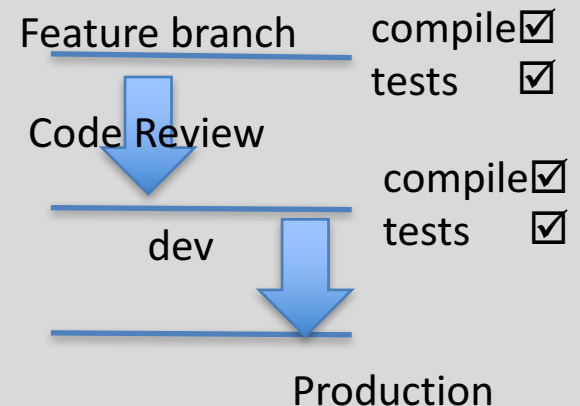 Feature branch
compile☑
tests ☑
Code Review
compile☑
tests ☑
dev
Production